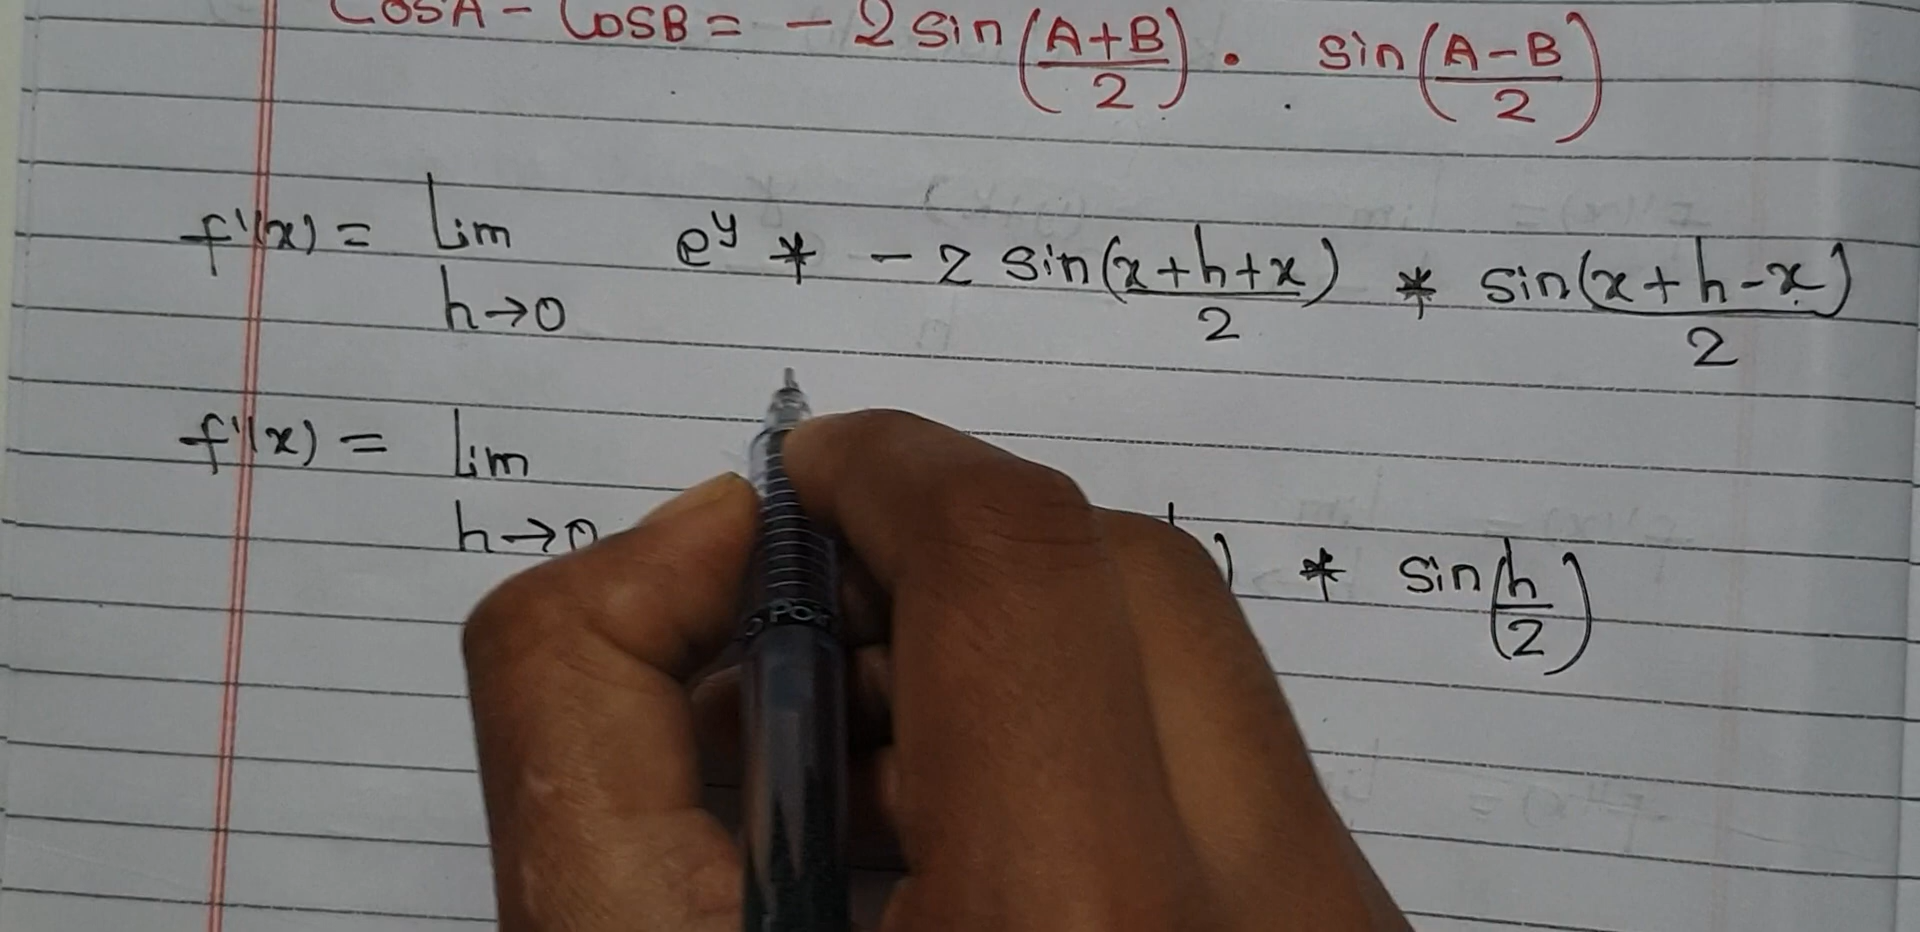 CosA - CosB = -2 sin(A+B/2) . sin(A-B/2)
f'(x) = Lim h→0 e^y * -2 sin(x+h+x)/2 * sin(x+h-x)/2
f'(x) = Lim h→0 ) * sin(h/2)